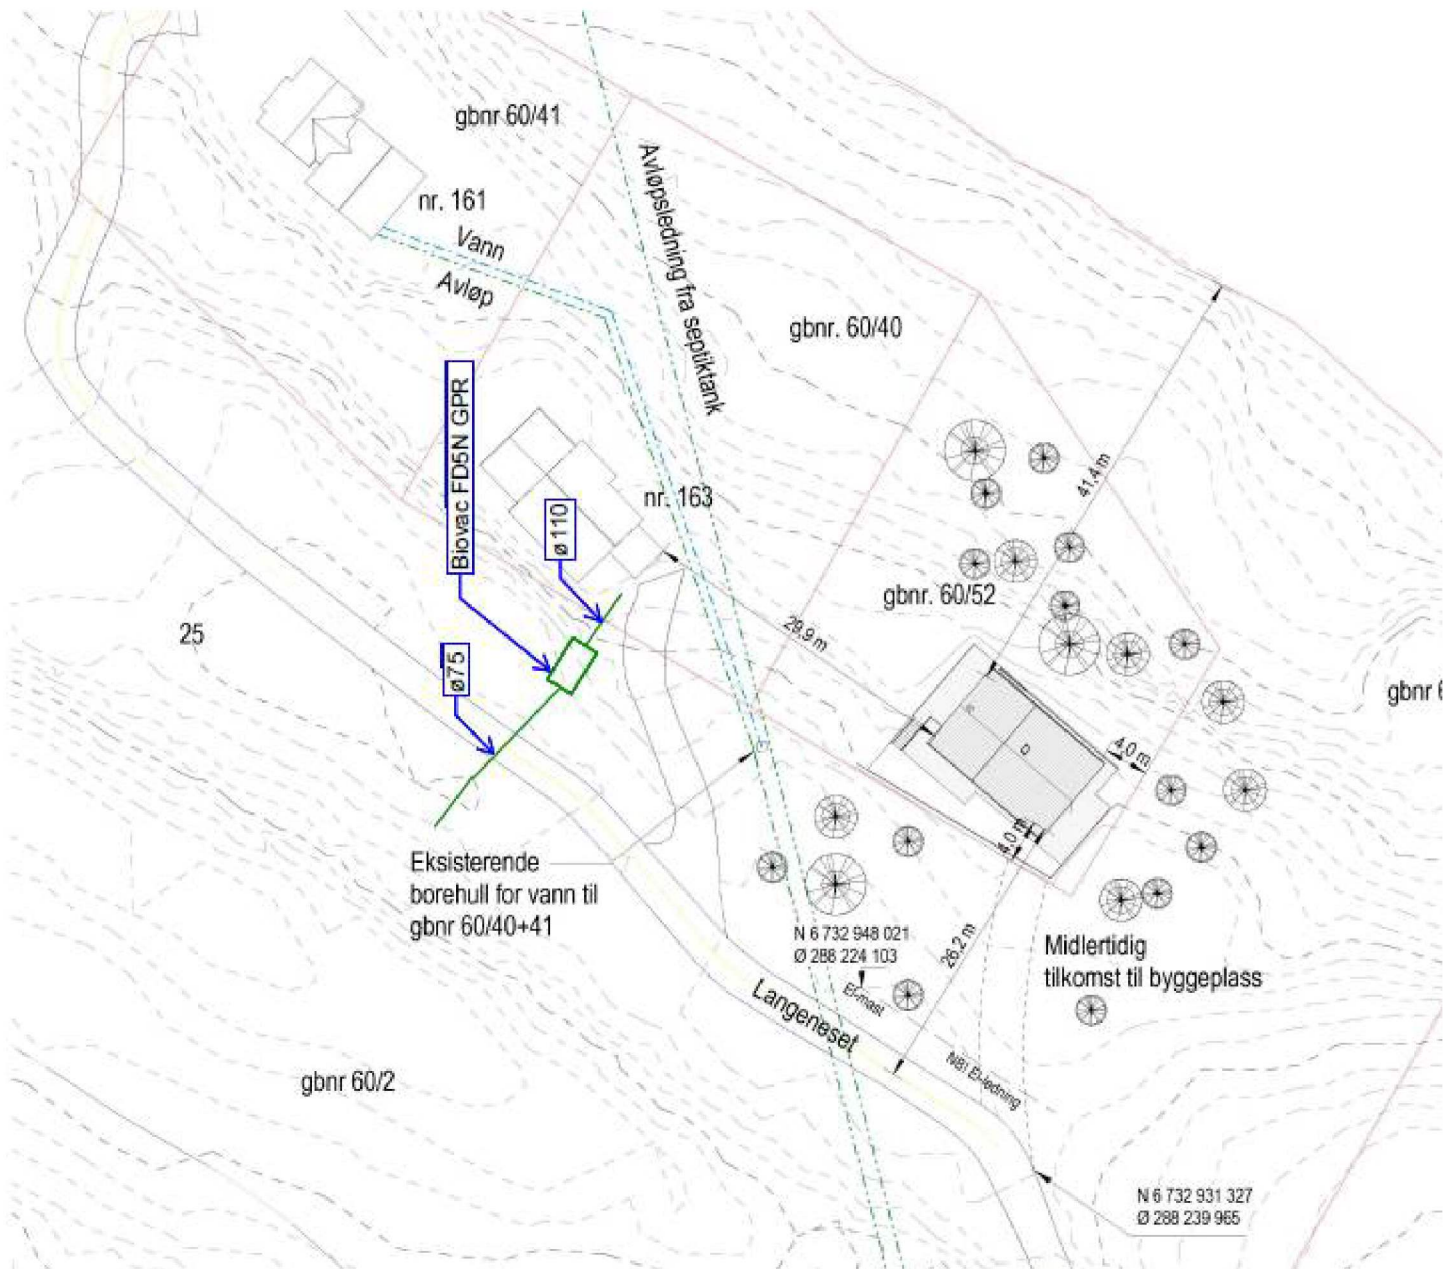 gbnr 60/41
nr. 161
Vann
Avløp
Avløpsledning fra septiktank
gbnr. 60/40
Biovac FD5N GPR
ø110
nr. 163
41,4 m
gbnr. 60/52
29,9 m
25
ø75
gbnr 6
4,0 m
4,0 m
Eksisterende
borehull for vann til
gbnr 60/40+41
N 6 732 948 021
Ø 288 224 103
El-mast
26,2 m
Midlertidig
tilkomst til byggeplass
Langeneset
NB! El-ledning
gbnr 60/2
N 6 732 931 327
Ø 288 239 965